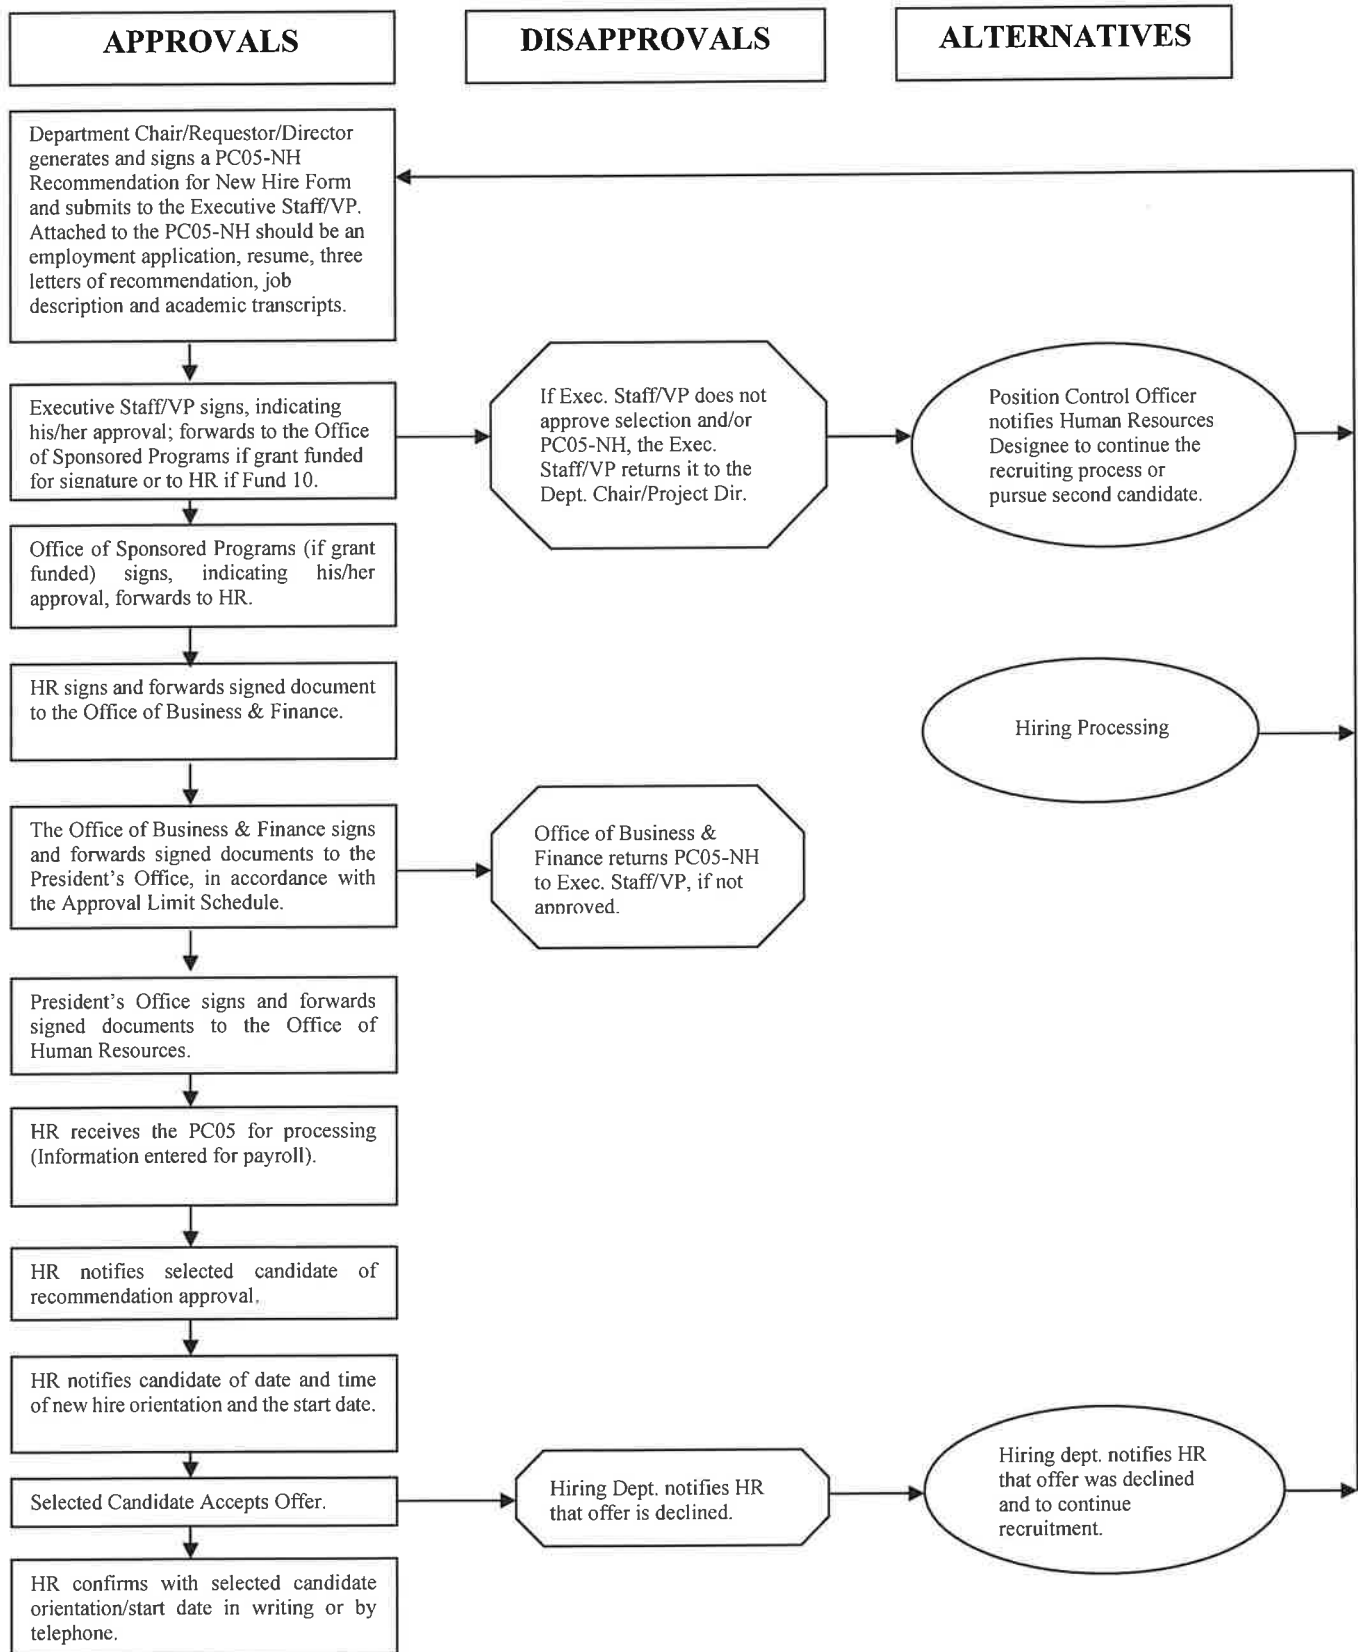 APPROVALS
DISAPPROVALS
ALTERNATIVES
Department Chair/Requestor/Director
generates and signs a PC05-NH
Recommendation for New Hire Form
and submits to the Executive Staff/VP.
Attached to the PC05-NH should be an
employment application, resume, three
letters of recommendation, job
description and academic transcripts.
Executive Staff/VP signs, indicating
his/her approval; forwards to the Office
of Sponsored Programs if grant funded
for signature or to HR if Fund 10.
If Exec. Staff/VP does not
approve selection and/or
PC05-NH, the Exec.
Staff/VP returns it to the
Dept. Chair/Project Dir.
Position Control Officer
notifies Human Resources
Designee to continue the
recruiting process or
pursue second candidate.
Office of Sponsored Programs (if grant
funded) signs, indicating his/her
approval, forwards to HR.
HR signs and forwards signed document
to the Office of Business & Finance.
Hiring Processing
The Office of Business & Finance signs
and forwards signed documents to the
President's Office, in accordance with
the Approval Limit Schedule.
Office of Business &
Finance returns PC05-NH
to Exec. Staff/VP, if not
approved.
President's Office signs and forwards
signed documents to the Office of
Human Resources.
HR receives the PC05 for processing
(Information entered for payroll).
HR notifies selected candidate of
recommendation approval.
HR notifies candidate of date and time
of new hire orientation and the start date.
Selected Candidate Accepts Offer.
Hiring Dept. notifies HR
that offer is declined.
Hiring dept. notifies HR
that offer was declined
and to continue
recruitment.
HR confirms with selected candidate
orientation/start date in writing or by
telephone.